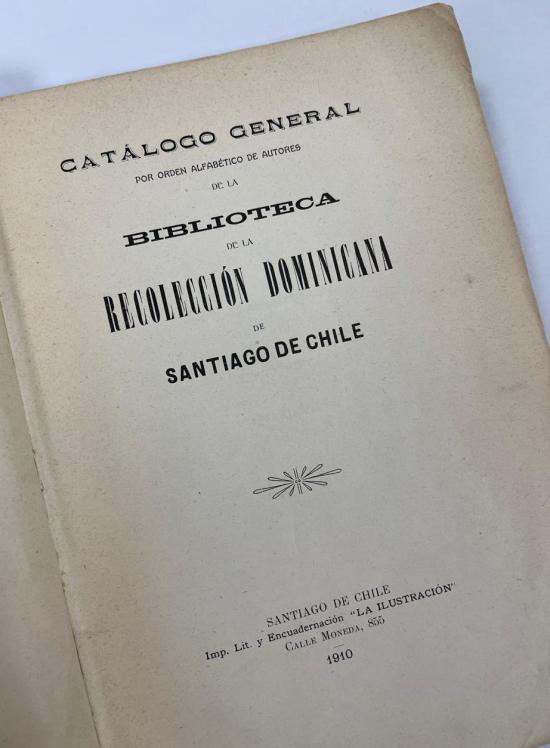 CATÁLOGO GENERAL
POR ORDEN ALFABÉTICO DE AUTORES
DE LA
BIBLIOTECA
DE LA
RECOLECCIÓN DOMINICANA
DE
SANTIAGO DE CHILE
SANTIAGO DE CHILE
Imp. Lit. y Encuadernación "LA ILUSTRACIÓN"
CALLE MONEDA, 855
1910